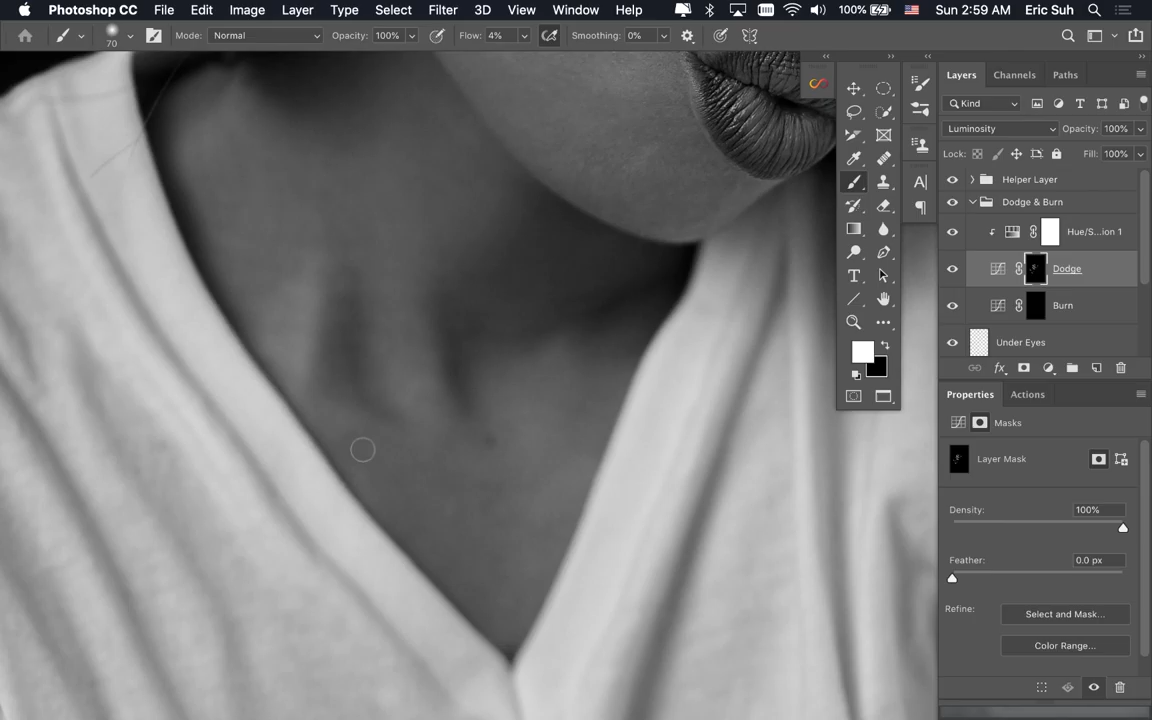 Photoshop CC File Edit Image Layer Type Select Filter 3D View Window Help 100% Sun 2:59 AM Eric Suh
70 Mode: Normal Opacity: 100% Flow: 4% Smoothing: 0%
Layers Channels Paths
Kind
Luminosity Opacity: 100%
Lock: Fill: 100%
Helper Layer
Dodge & Burn
Hue/S...ion 1
Dodge
Burn
Under Eyes
fx
Properties Actions
Masks
Layer Mask
Density: 100%
Feather: 0.0 px
Refine: Select and Mask...
Color Range...